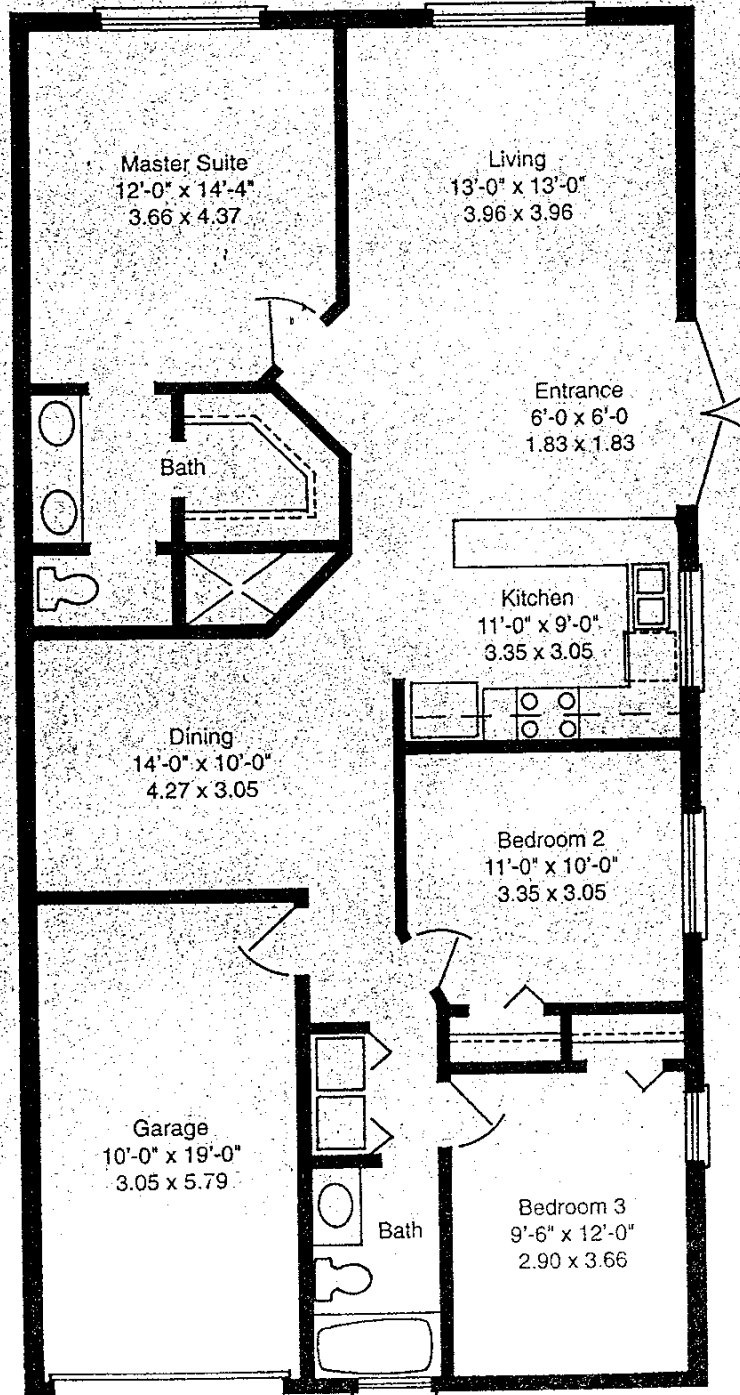 Master Suite
12'-0" x 14'-4"
3.66 x 4.37
Living
13'-0" x 13'-0"
3.96 x 3.96
Entrance
6'-0 x 6'-0
1.83 x 1.83
Bath
Kitchen
11'-0" x 9'-0"
3.35 x 3.05
Dining
14'-0" x 10'-0"
4.27 x 3.05
Bedroom 2
11'-0" x 10'-0"
3.35 x 3.05
Garage
10'-0" x 19'-0"
3.05 x 5.79
Bath
Bedroom 3
9'-6" x 12'-0"
2.90 x 3.66